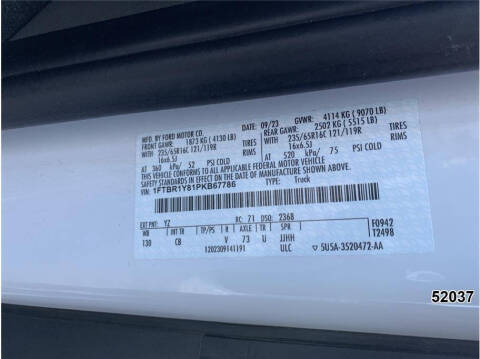 MFD. BY FORD MOTOR CO.
DATE: 09/23 GVWR: 4114 KG ( 9070 LB)
FRONT GAWR: 1873 KG ( 4130 LB) REAR GAWR: 2502 KG ( 5515 LB)
WITH 235/65R16C 121/119R TIRES WITH 235/65R16C 121/119R TIRES
16x6.5J RIMS 16x6.5J RIMS
AT 360 kPa/ 52 PSI COLD AT 520 kPa/ 75 PSI COLD
THIS VEHICLE CONFORMS TO ALL APPLICABLE FEDERAL MOTOR VEHICLE
SAFETY STANDARDS IN EFFECT ON THE DATE OF MANUFACTURE SHOWN ABOVE.
VIN: 1FTBR1Y81PKB67786 TYPE: Truck
EXT PNT: YZ RC: 71 DSO: 2368
WB INT TR TP/PS R AXLE TR SPR F0942
130 CB V 73 U JJHH T2498
1202309141191 ULC 5U5A-3520472-AA
52037